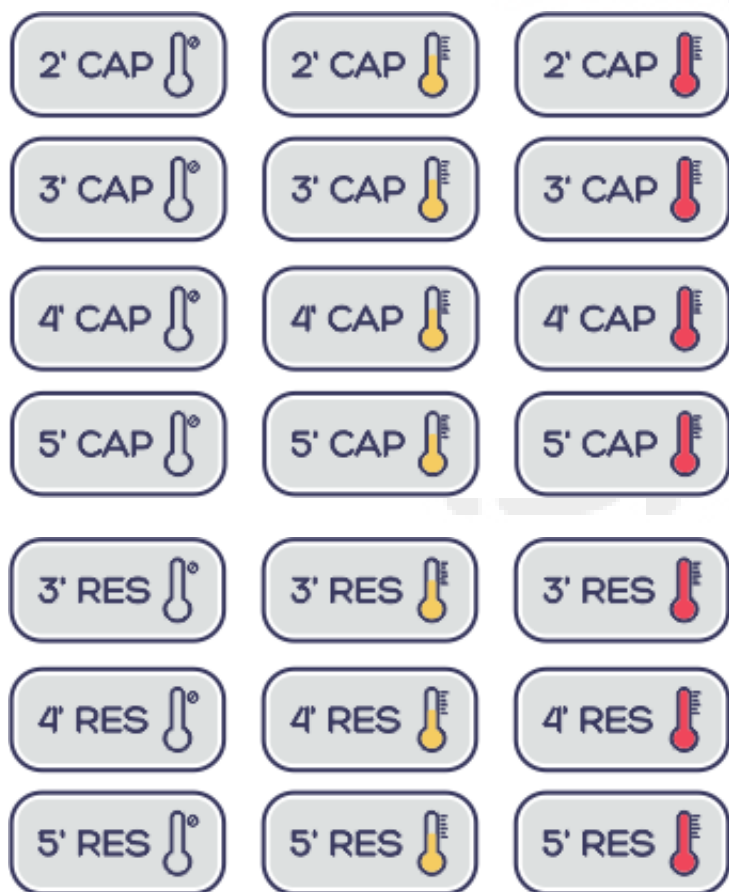 2' CAP 2' CAP 2' CAP
3' CAP 3' CAP 3' CAP
4' CAP 4' CAP 4' CAP
5' CAP 5' CAP 5' CAP
3' RES 3' RES 3' RES
4' RES 4' RES 4' RES
5' RES 5' RES 5' RES